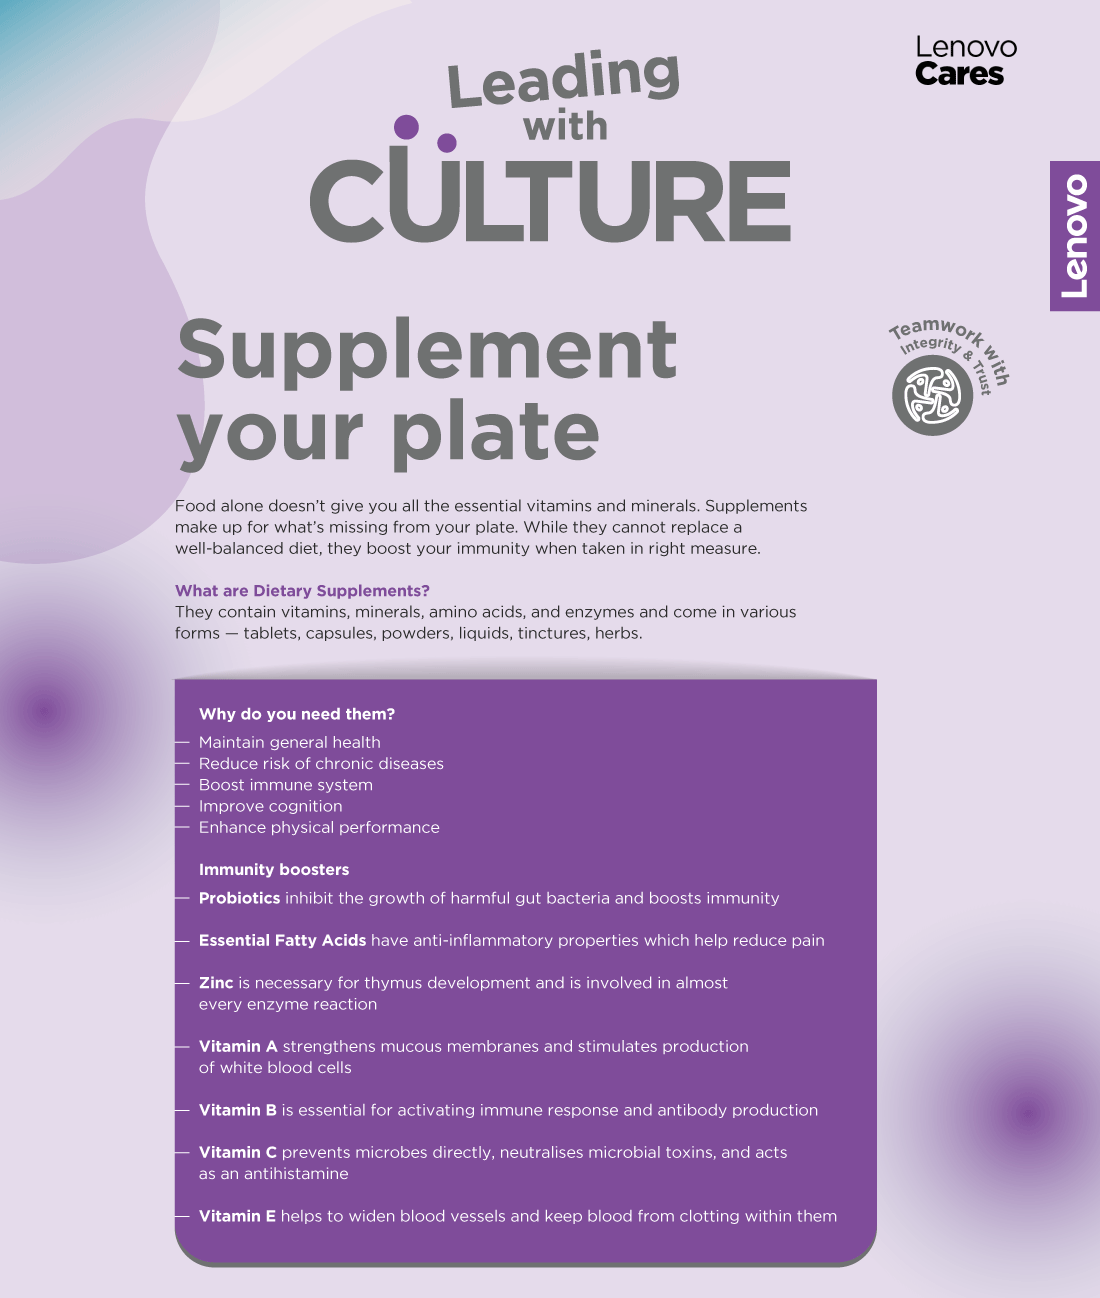 Lenovo
Cares
Leading
with
CULTURE
Lenovo
Supplement
your plate
Teamwork with
Integrity & Trust
Food alone doesn’t give you all the essential vitamins and minerals. Supplements
make up for what’s missing from your plate. While they cannot replace a
well-balanced diet, they boost your immunity when taken in right measure.
What are Dietary Supplements?
They contain vitamins, minerals, amino acids, and enzymes and come in various
forms — tablets, capsules, powders, liquids, tinctures, herbs.
Why do you need them?
— Maintain general health
— Reduce risk of chronic diseases
— Boost immune system
— Improve cognition
— Enhance physical performance
Immunity boosters
— Probiotics inhibit the growth of harmful gut bacteria and boosts immunity
— Essential Fatty Acids have anti-inflammatory properties which help reduce pain
— Zinc is necessary for thymus development and is involved in almost
every enzyme reaction
— Vitamin A strengthens mucous membranes and stimulates production
of white blood cells
— Vitamin B is essential for activating immune response and antibody production
— Vitamin C prevents microbes directly, neutralises microbial toxins, and acts
as an antihistamine
— Vitamin E helps to widen blood vessels and keep blood from clotting within them